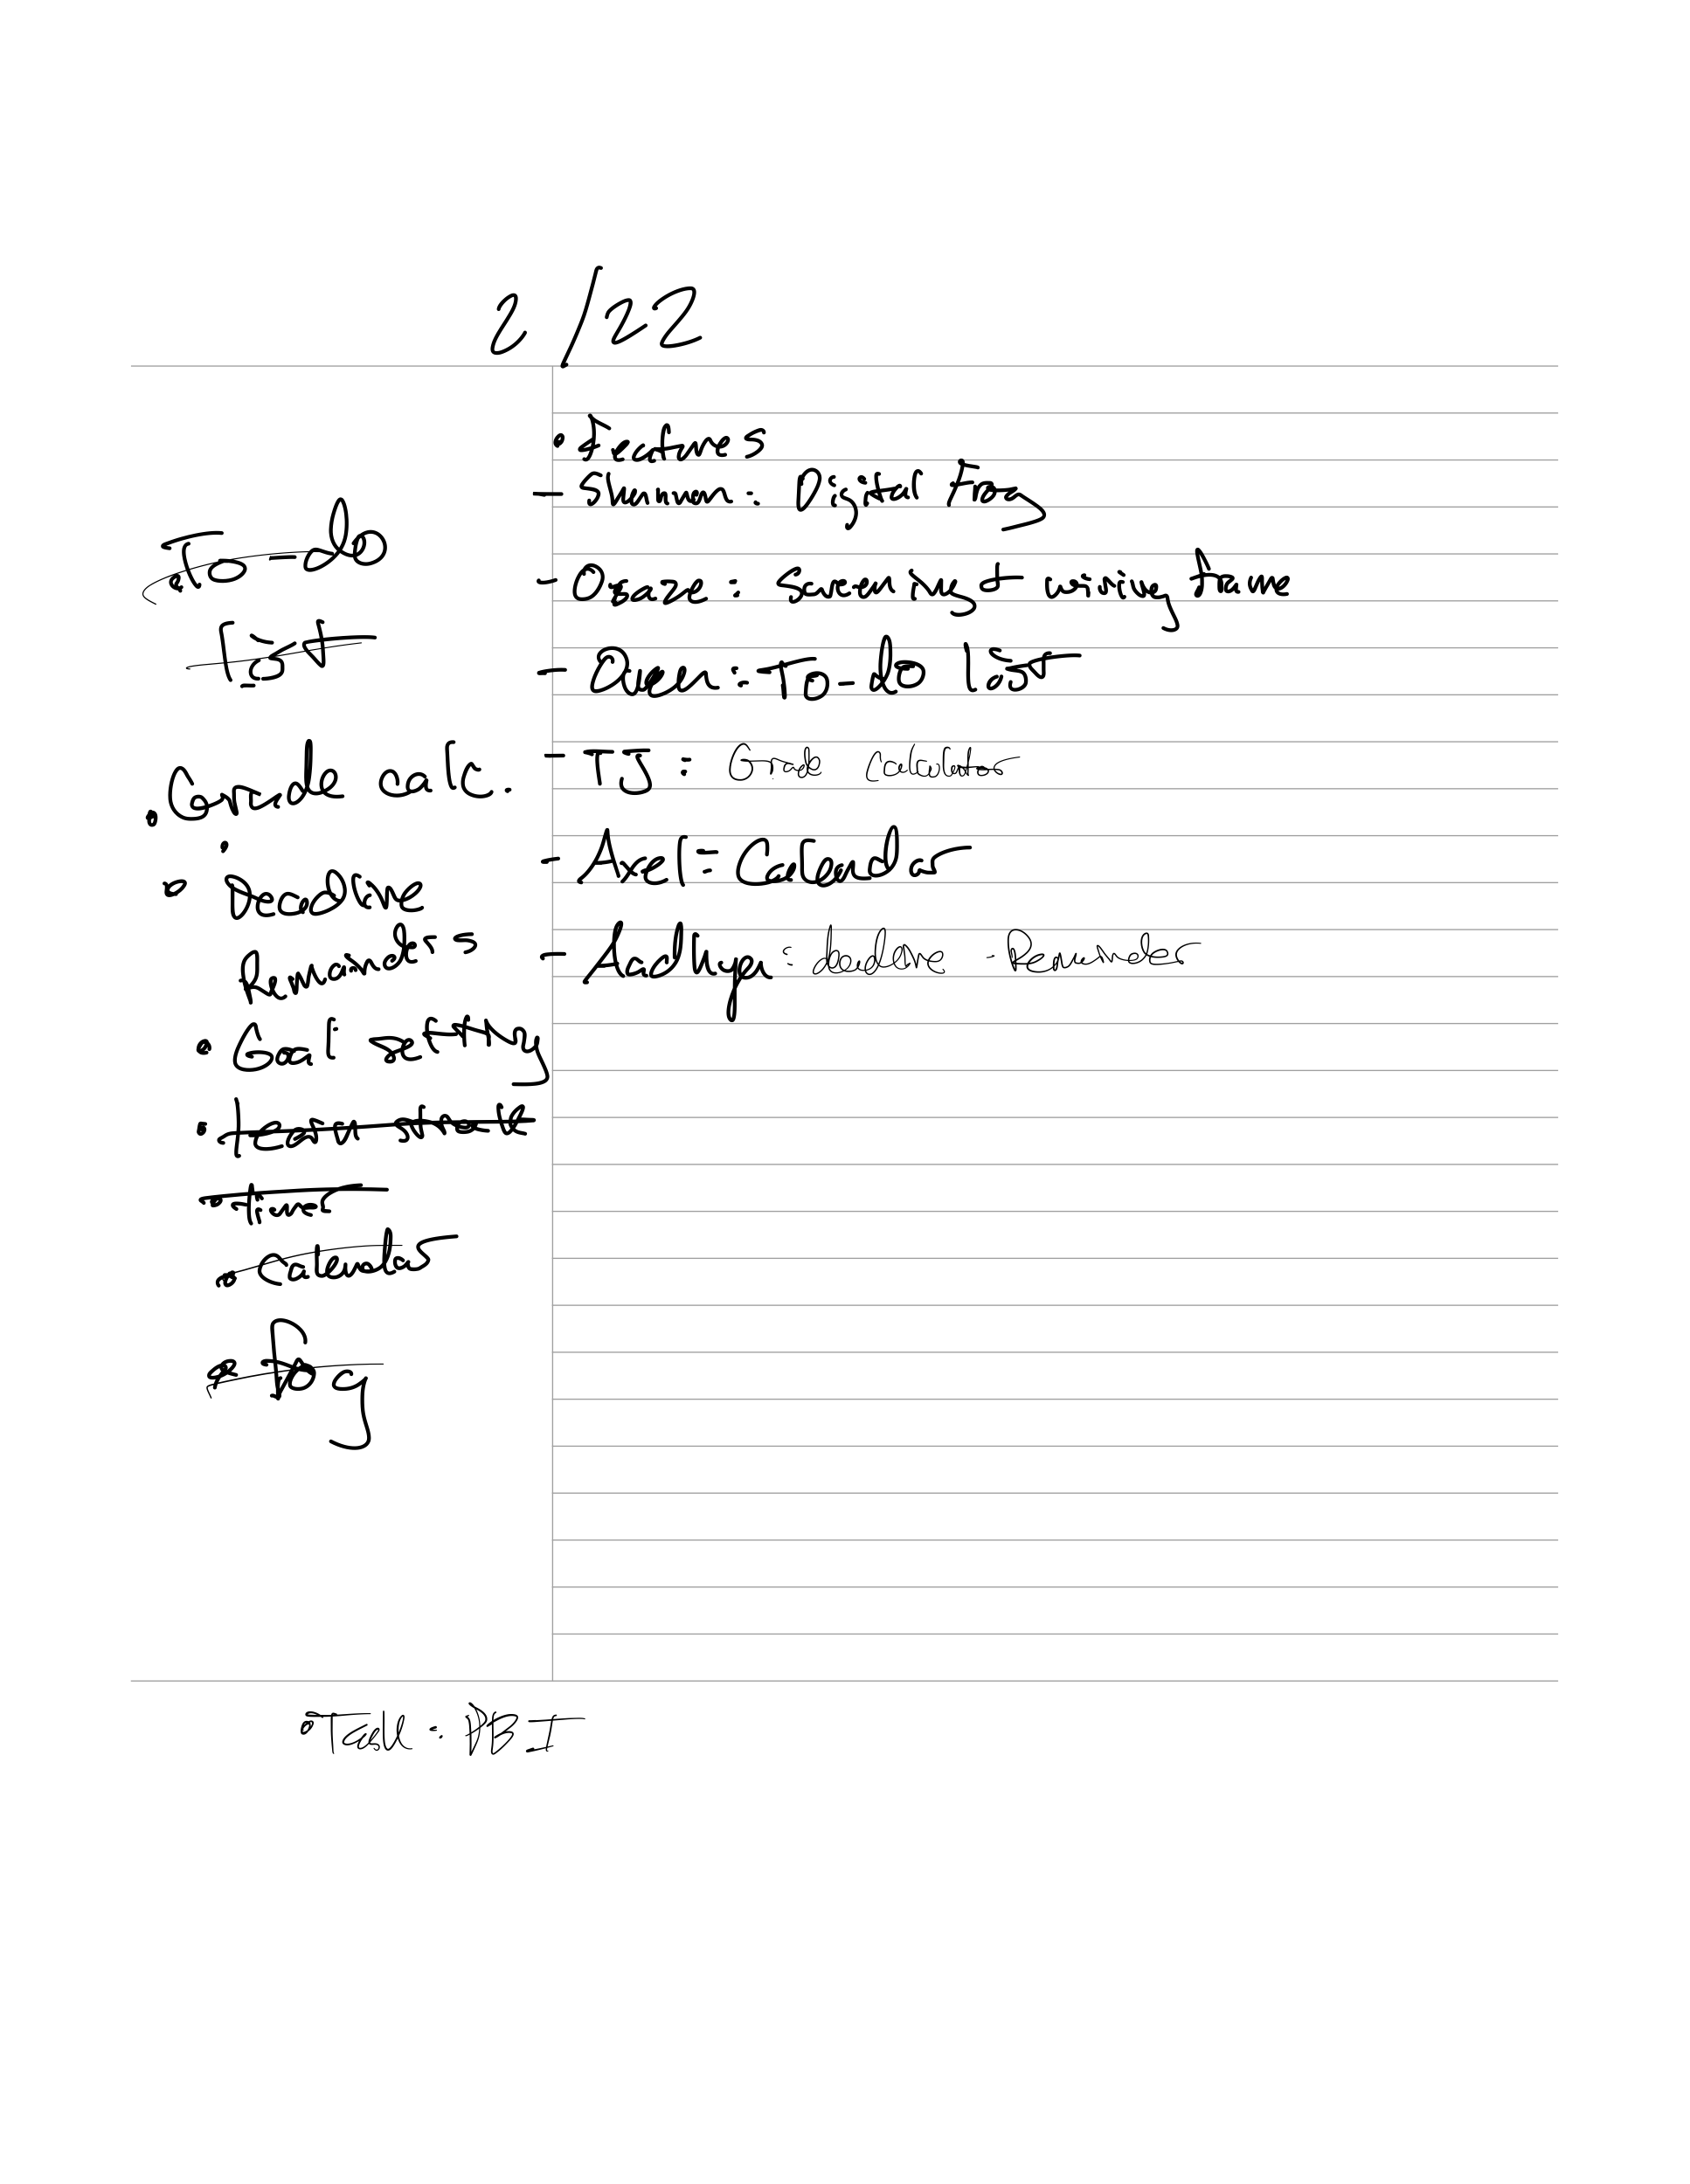 2/22
To-do
list
• Grade calc.
• Deadline
Remainders
• Goal setting
• team streak
• timer
• Calendar
• Frog
• Features
- Shannon: Digital Frog
- Osaze: Screening + wiring frame
- Owen: To-do list
- TJ: Grade Calculator
- Axel: Calendar
- Aadhya: deadline - Reminder
• Task: PBI